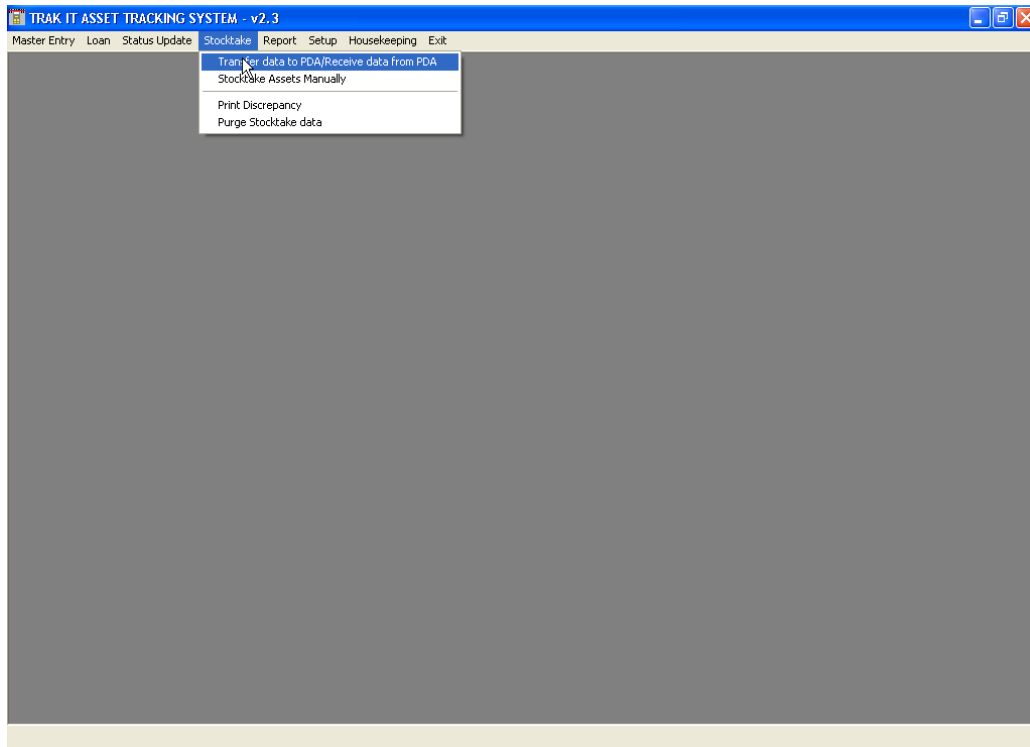 TRAK IT ASSET TRACKING SYSTEM - v2.3
Master Entry Loan Status Update Stocktake Report Setup Housekeeping Exit
Transfer data to PDA/Receive data from PDA
Stocktake Assets Manually
Print Discrepancy
Purge Stocktake data